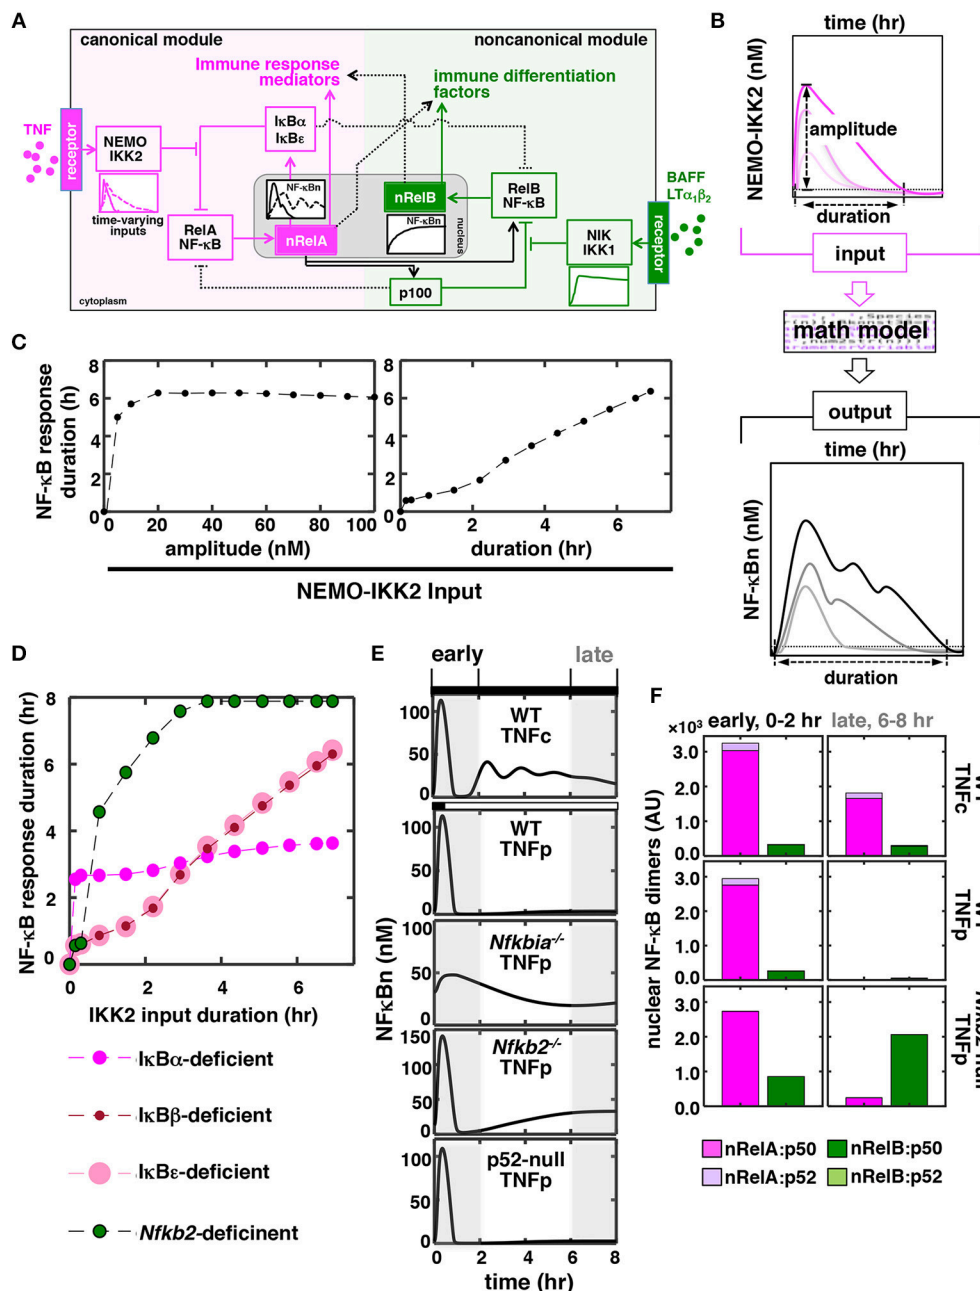 A
canonical module
noncanonical module
Immune response
mediators
immune differentiation
factors
TNF
receptor
NEMO
IKK2
IκBα
IκBε
time-varying
inputs
RelA
NF-κB
NF-κBn
nRelA
nRelB
NF-κBn
nucleus
RelB
NF-κB
p100
NIK
IKK1
receptor
BAFF
LTα1β2
cytoplasm
B
time (hr)
NEMO-IKK2 (nM)
amplitude
duration
input
math model
output
time (hr)
NF-κBn (nM)
duration
C
NF-κB response
duration (h)
8
6
4
2
0
0 20 40 60 80 100
amplitude (nM)
8
6
4
2
0
0 2 4 6
duration (hr)
NEMO-IKK2 Input
D
NF-κB response duration (hr)
8
6
4
2
0
0 2 4 6
IKK2 input duration (hr)
IκBα-deficient
IκBβ-deficient
IκBε-deficient
Nfkb2-deficinent
E
early
late
NFκBn (nM)
100
50
0
WT
TNFc
100
50
0
WT
TNFp
100
50
0
Nfkbia-/-
TNFp
150
100
50
0
Nfkb2-/-
TNFp
100
50
0
p52-null
TNFp
0 2 4 6 8
time (hr)
F
×10³
early, 0-2 hr
late, 6-8 hr
nuclear NF-κB dimers (AU)
3.0
2.0
1.0
0.0
TNFc
3.0
2.0
1.0
0.0
TNFp
3.0
2.0
1.0
0.0
TNFp
nRelA:p50
nRelB:p50
nRelA:p52
nRelB:p52